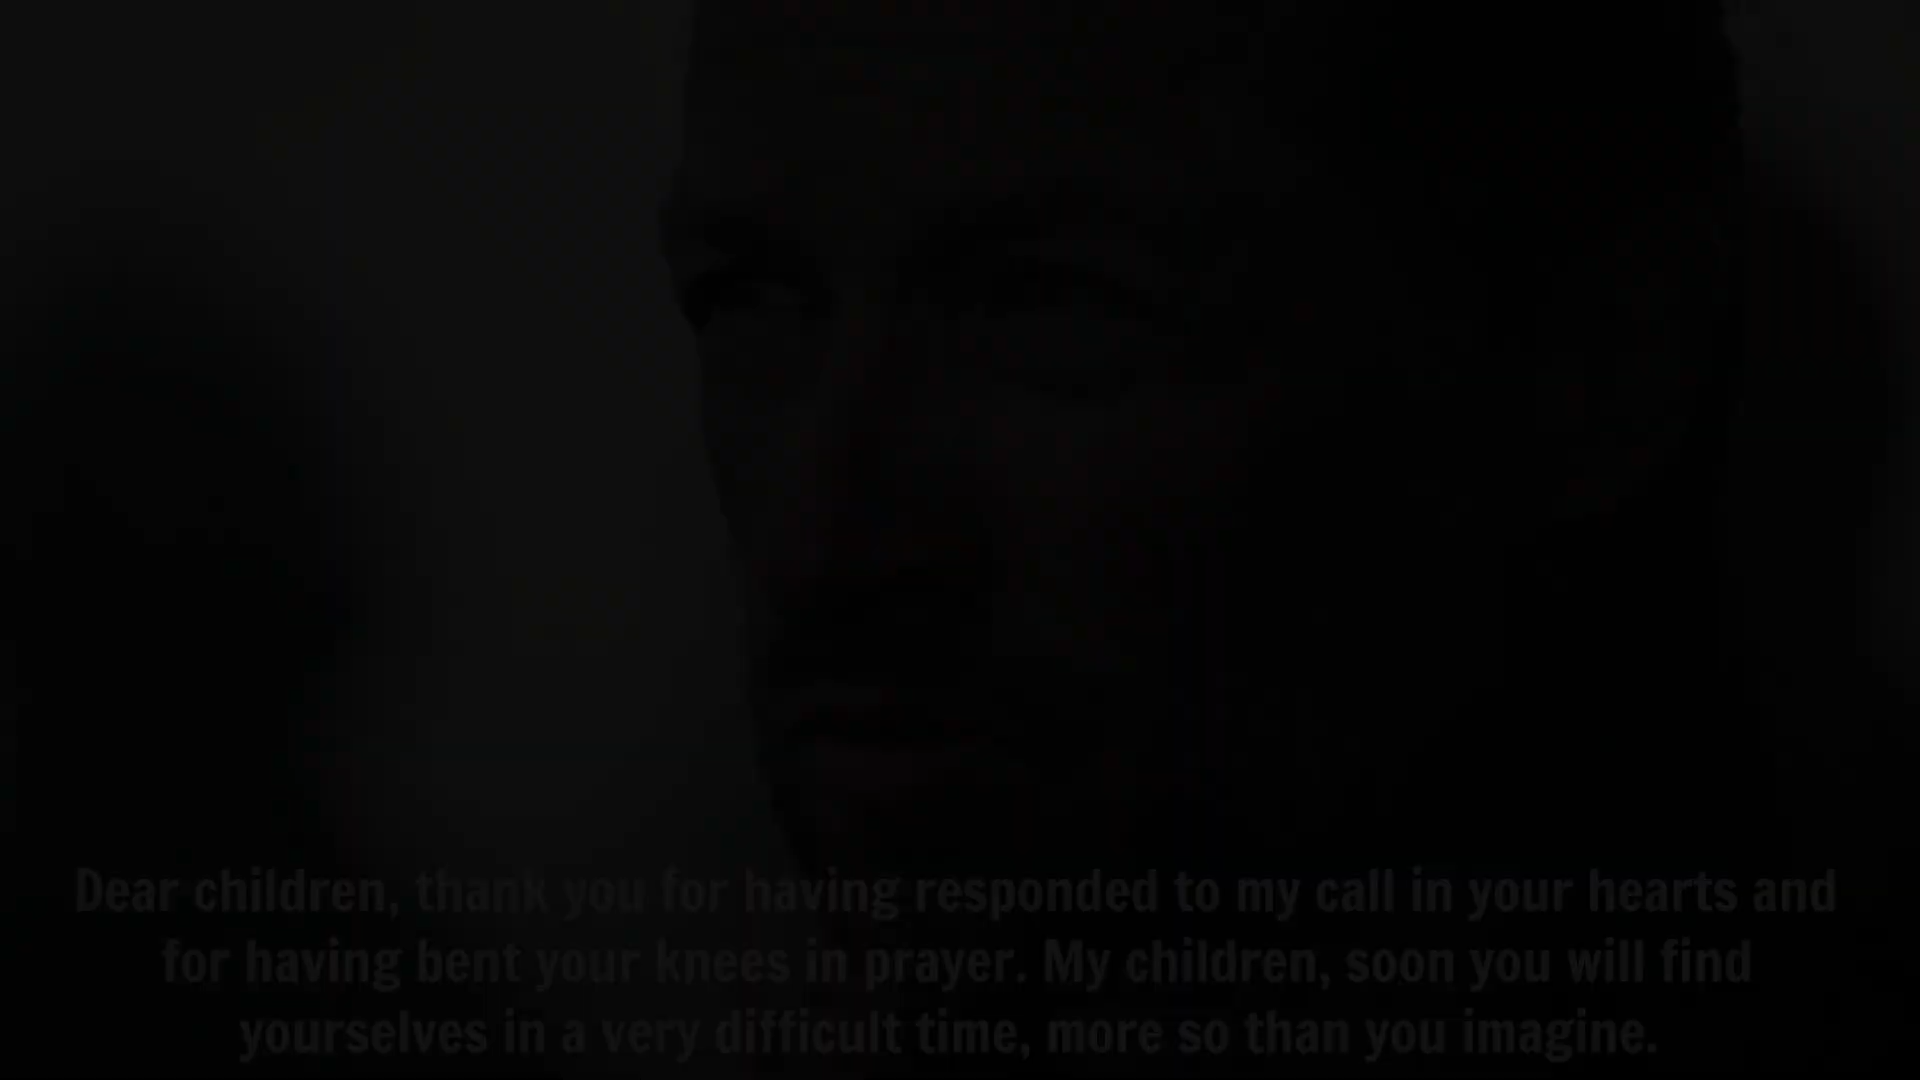 Dear children, thank you for having responded to my call in your hearts and
for having bent your knees in prayer. My children, soon you will find
yourselves in a very difficult time, more so than you imagine.